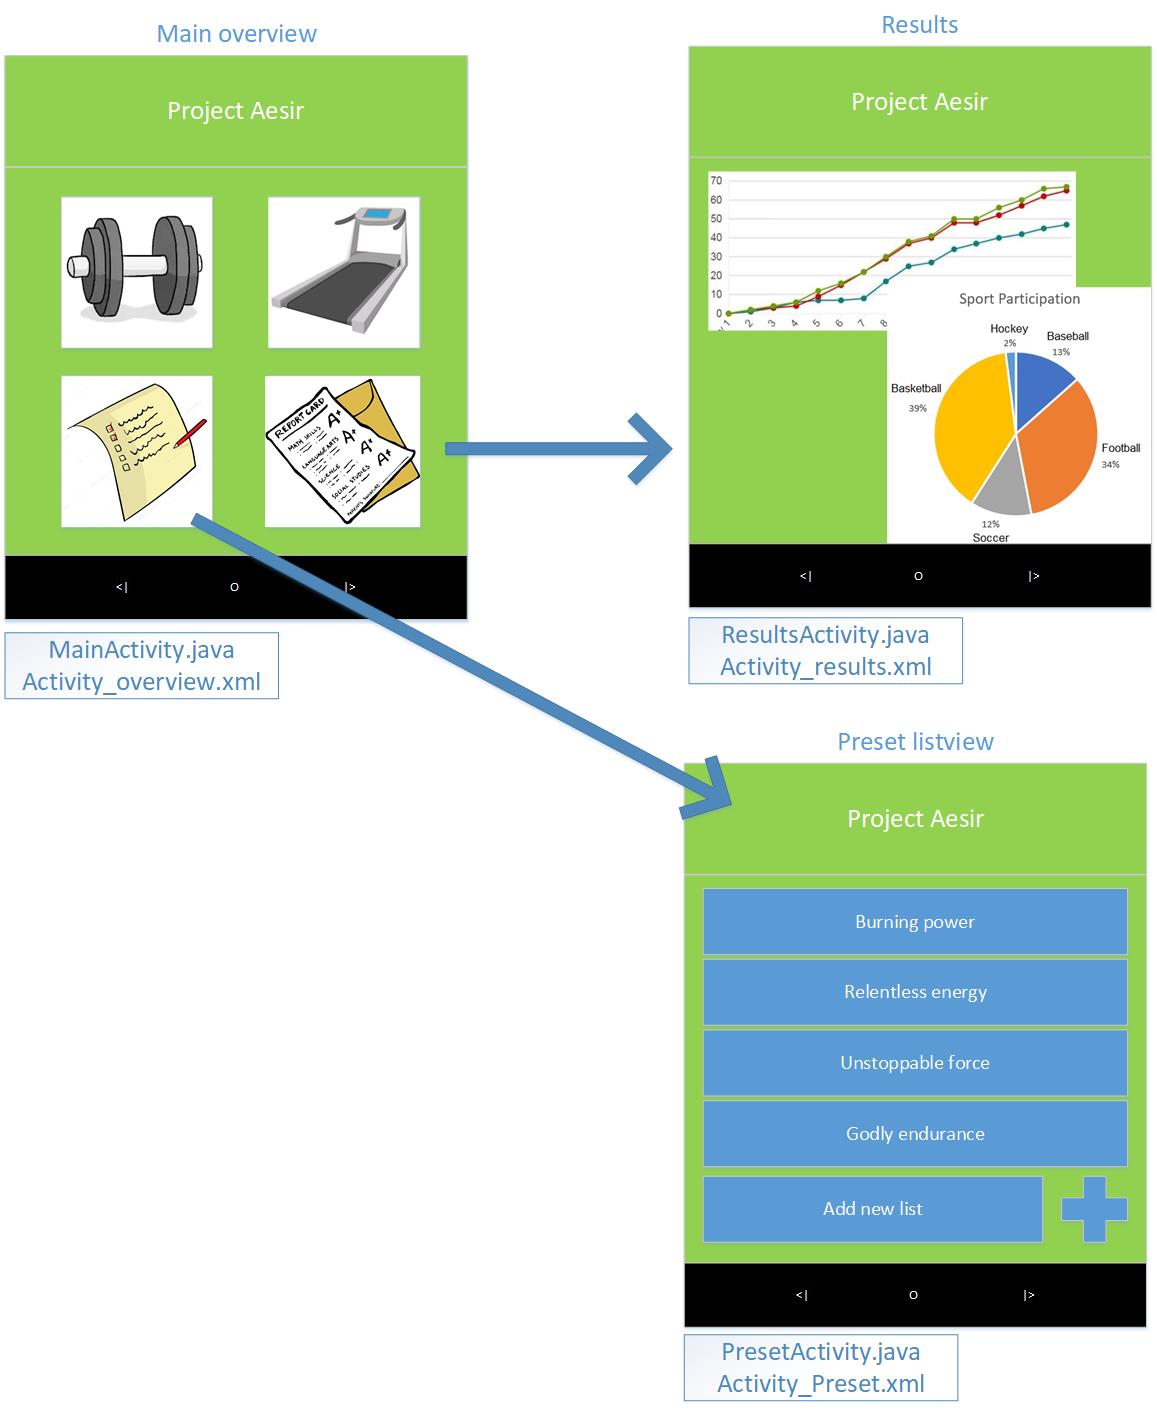 Main overview
Project Aesir
REPORT CARD
MATH SKILLS A+
LANGUAGE ARTS A+
SCIENCE A+
SOCIAL STUDIES A+
<| O |>
MainActivity.java
Activity_overview.xml
Results
Project Aesir
70
60
50
40
30
20
10
0
1 2 3 4 5 6 7 8
Sport Participation
Hockey
2%
Baseball
13%
Basketball
39%
Football
34%
12%
Soccer
<| O |>
ResultsActivity.java
Activity_results.xml
Preset listview
Project Aesir
Burning power
Relentless energy
Unstoppable force
Godly endurance
Add new list
<| O |>
PresetActivity.java
Activity_Preset.xml